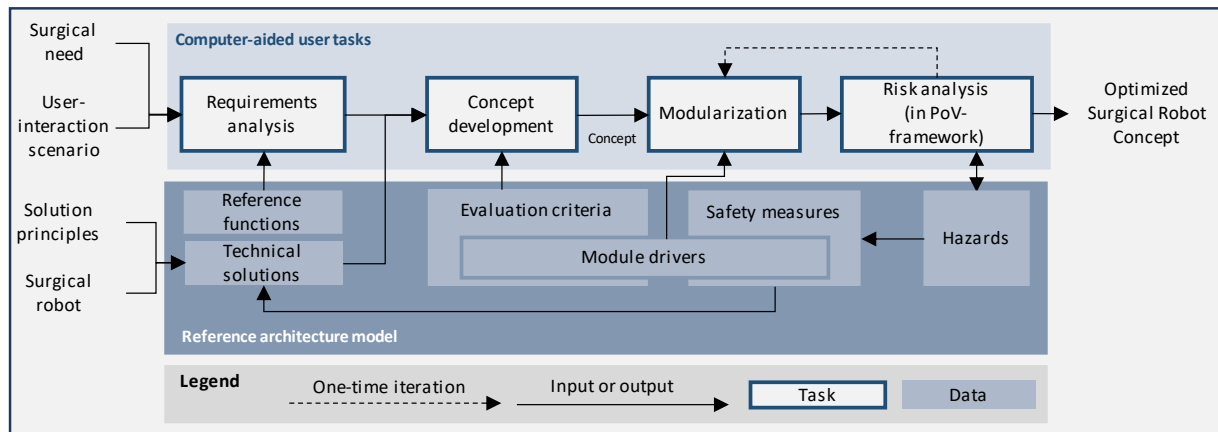 Surgical
need
User-
interaction
scenario
Computer-aided user tasks
Requirements
analysis
Concept
development
Concept
Modularization
Risk analysis
(in PoV-
framework)
Optimized
Surgical Robot
Concept
Solution
principles
Surgical
robot
Reference
functions
Technical
solutions
Evaluation criteria
Safety measures
Module drivers
Hazards
Reference architecture model
Legend
One-time iteration
Input or output
Task
Data